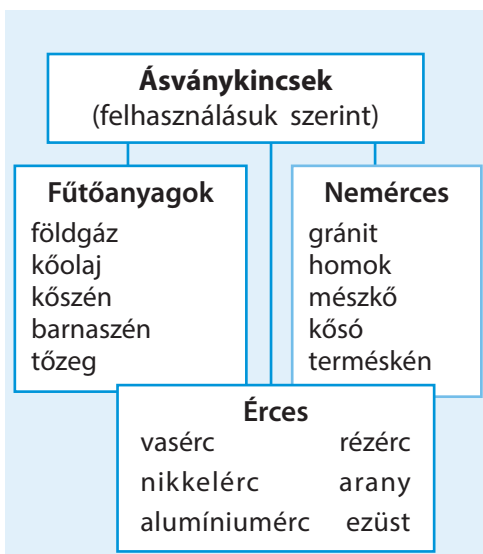 Ásványkincsek
(felhasználásuk szerint)
Fűtőanyagok
földgáz
kőolaj
kőszén
barnaszén
tőzeg
Nemérces
gránit
homok
mészkő
kősó
terméskén
Érces
vasérc rézérc
nikkelérc arany
alumíniumérc ezüst